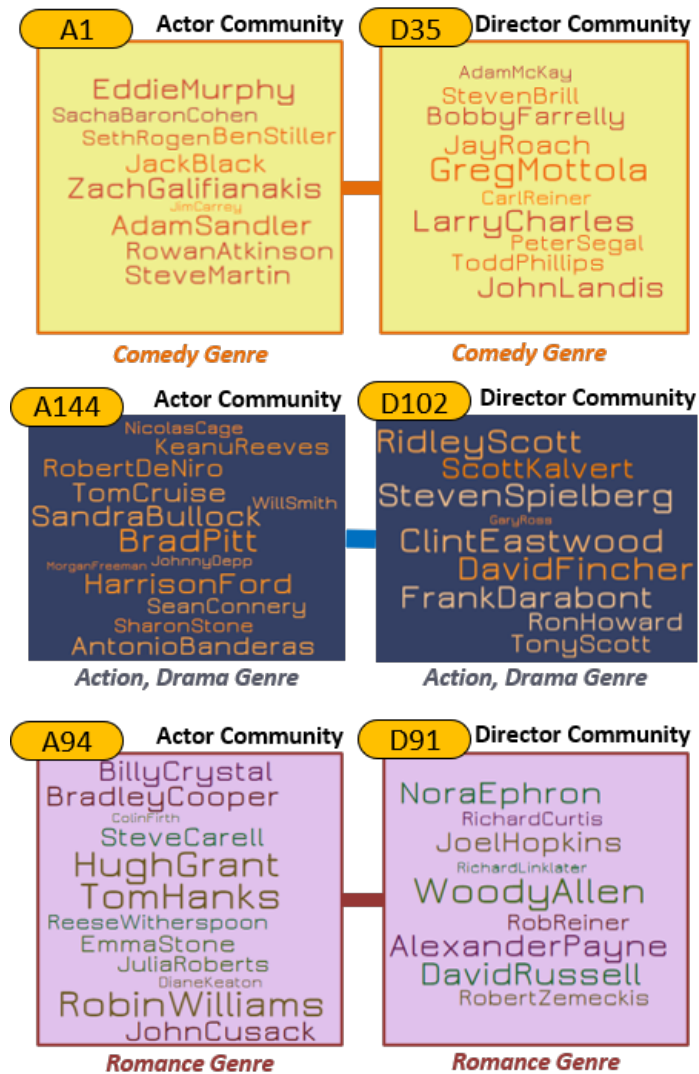 A1 Actor Community
EddieMurphy
SachaBaronCohen
SethRogen BenStiller
JackBlack
ZachGalifianakis
JimCarrey
AdamSandler
RowanAtkinson
SteveMartin
Comedy Genre
D35 Director Community
AdamMcKay
StevenBrill
BobbyFarrelly
JayRoach
GregMottola
CarlReiner
LarryCharles
PeterSegal
ToddPhillips
JohnLandis
Comedy Genre
A144 Actor Community
NicolasCage
KeanuReeves
RobertDeNiro
TomCruise
WillSmith
SandraBullock
BradPitt
MorganFreeman JohnnyDepp
HarrisonFord
SeanConnery
SharonStone
AntonioBanderas
Action, Drama Genre
D102 Director Community
RidleyScott
ScottKalvert
StevenSpielberg
GaryRoss
ClintEastwood
DavidFincher
FrankDarabont
RonHoward
TonyScott
Action, Drama Genre
A94 Actor Community
BillyCrystal
BradleyCooper
ColinFirth
SteveCarell
HughGrant
TomHanks
ReeseWitherspoon
EmmaStone
JuliaRoberts
DianeKeaton
RobinWilliams
JohnCusack
Romance Genre
D91 Director Community
NoraEphron
RichardCurtis
JoelHopkins
RichardLinklater
WoodyAllen
RobReiner
AlexanderPayne
DavidRussell
RobertZemeckis
Romance Genre